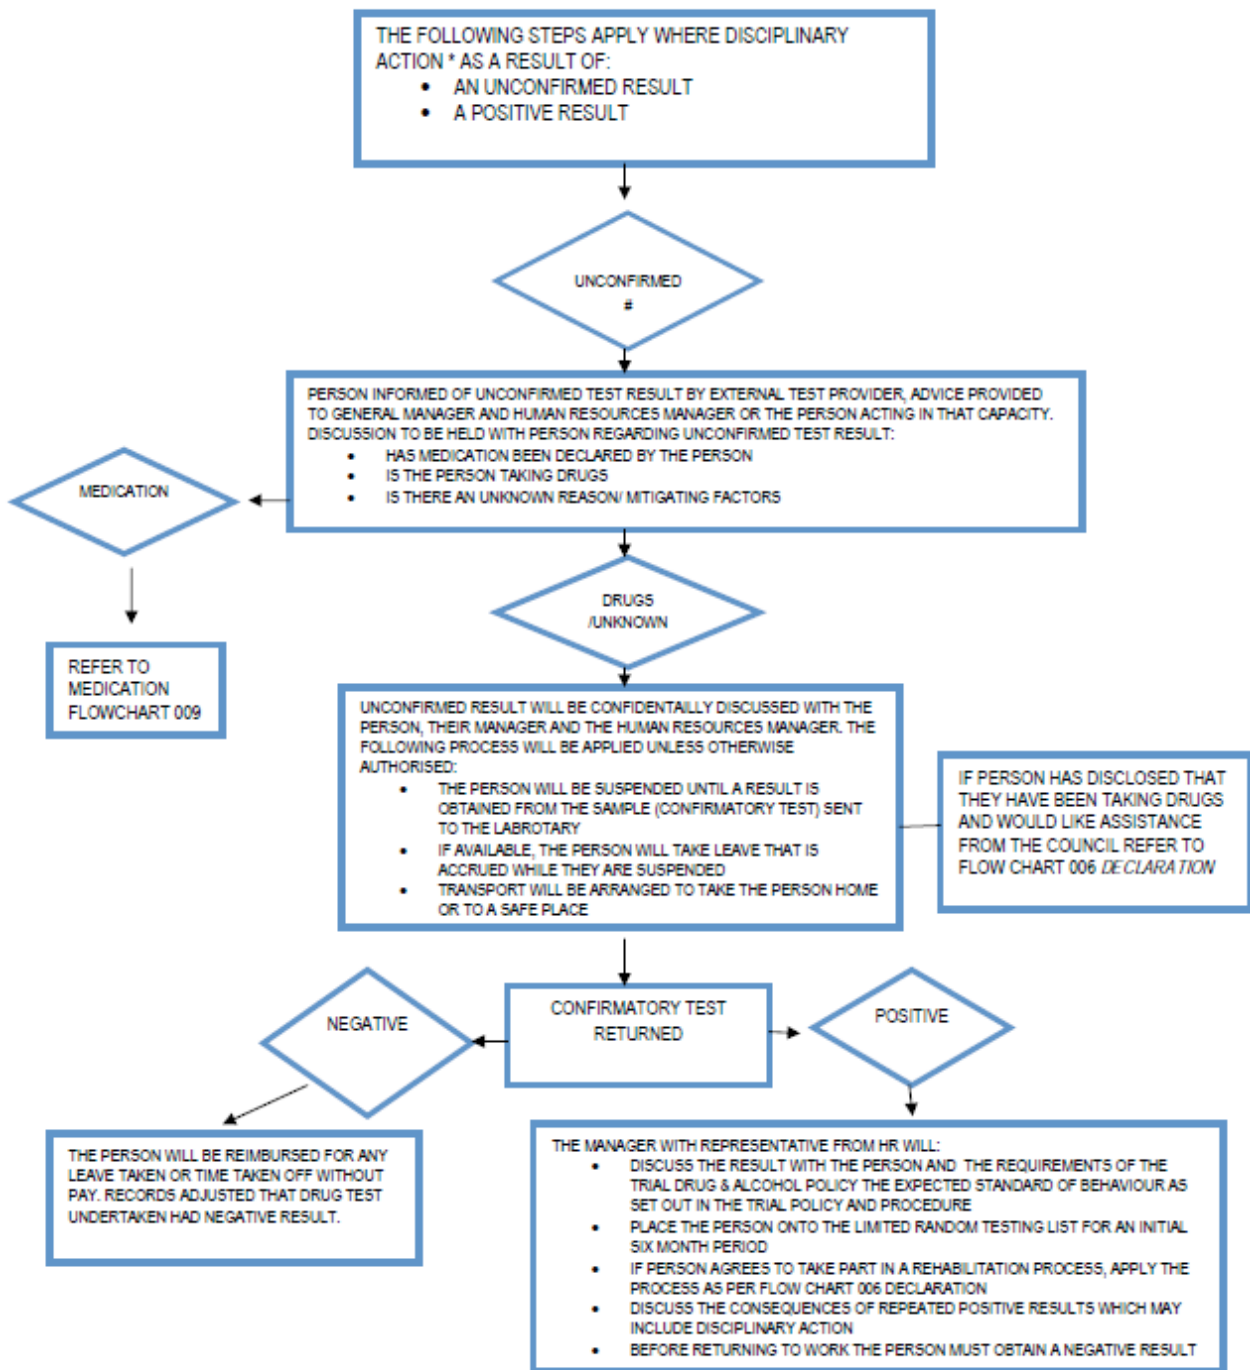 THE FOLLOWING STEPS APPLY WHERE DISCIPLINARY
ACTION * AS A RESULT OF:
• AN UNCONFIRMED RESULT
• A POSITIVE RESULT
UNCONFIRMED
#
PERSON INFORMED OF UNCONFIRMED TEST RESULT BY EXTERNAL TEST PROVIDER, ADVICE PROVIDED
TO GENERAL MANAGER AND HUMAN RESOURCES MANAGER OR THE PERSON ACTING IN THAT CAPACITY.
DISCUSSION TO BE HELD WITH PERSON REGARDING UNCONFIRMED TEST RESULT:
• HAS MEDICATION BEEN DECLARED BY THE PERSON
• IS THE PERSON TAKING DRUGS
• IS THERE AN UNKNOWN REASON/ MITIGATING FACTORS
MEDICATION
REFER TO
MEDICATION
FLOWCHART 009
DRUGS
/UNKNOWN
UNCONFIRMED RESULT WILL BE CONFIDENTAILLY DISCUSSED WITH THE
PERSON, THEIR MANAGER AND THE HUMAN RESOURCES MANAGER. THE
FOLLOWING PROCESS WILL BE APPLIED UNLESS OTHERWISE
AUTHORISED:
• THE PERSON WILL BE SUSPENDED UNTIL A RESULT IS
OBTAINED FROM THE SAMPLE (CONFIRMATORY TEST) SENT
TO THE LABROTARY
• IF AVAILABLE, THE PERSON WILL TAKE LEAVE THAT IS
ACCRUED WHILE THEY ARE SUSPENDED
• TRANSPORT WILL BE ARRANGED TO TAKE THE PERSON HOME
OR TO A SAFE PLACE
IF PERSON HAS DISCLOSED THAT
THEY HAVE BEEN TAKING DRUGS
AND WOULD LIKE ASSISTANCE
FROM THE COUNCIL REFER TO
FLOW CHART 006 DECLARATION
CONFIRMATORY TEST
RETURNED
NEGATIVE
POSITIVE
THE PERSON WILL BE REIMBURSED FOR ANY
LEAVE TAKEN OR TIME TAKEN OFF WITHOUT
PAY. RECORDS ADJUSTED THAT DRUG TEST
UNDERTAKEN HAD NEGATIVE RESULT.
THE MANAGER WITH REPRESENTATIVE FROM HR WILL:
• DISCUSS THE RESULT WITH THE PERSON AND THE REQUIREMENTS OF THE
TRIAL DRUG & ALCOHOL POLICY THE EXPECTED STANDARD OF BEHAVIOUR AS
SET OUT IN THE TRIAL POLICY AND PROCEDURE
• PLACE THE PERSON ONTO THE LIMITED RANDOM TESTING LIST FOR AN INITIAL
SIX MONTH PERIOD
• IF PERSON AGREES TO TAKE PART IN A REHABILITATION PROCESS, APPLY THE
PROCESS AS PER FLOW CHART 006 DECLARATION
• DISCUSS THE CONSEQUENCES OF REPEATED POSITIVE RESULTS WHICH MAY
INCLUDE DISCIPLINARY ACTION
• BEFORE RETURNING TO WORK THE PERSON MUST OBTAIN A NEGATIVE RESULT